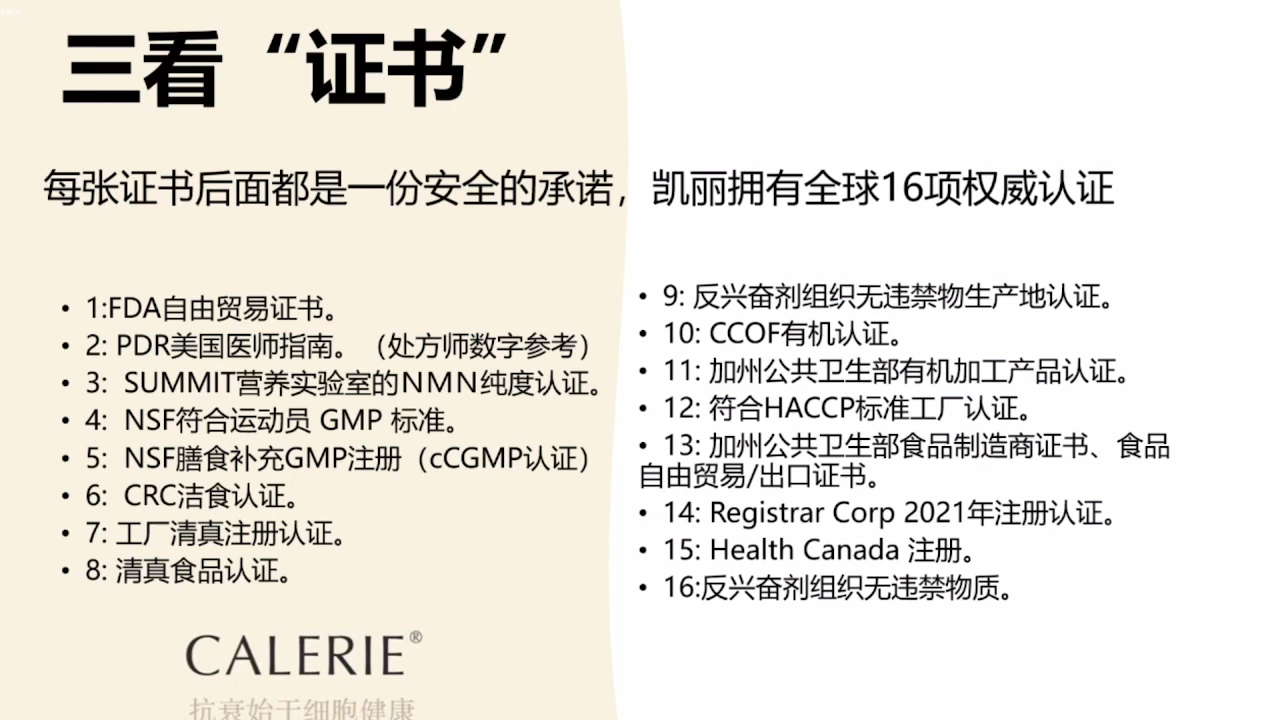 三看“证书”
每张证书后面都是一份安全的承诺，凯丽拥有全球16项权威认证
• 1:FDA自由贸易证书。
• 2: PDR美国医师指南。（处方师数字参考）
• 3: SUMMIT营养实验室的NMN纯度认证。
• 4: NSF符合运动员 GMP 标准。
• 5: NSF膳食补充GMP注册（cCGMP认证）
• 6: CRC洁食认证。
• 7: 工厂清真注册认证。
• 8: 清真食品认证。
• 9: 反兴奋剂组织无违禁物生产地认证。
• 10: CCOF有机认证。
• 11: 加州公共卫生部有机加工产品认证。
• 12: 符合HACCP标准工厂认证。
• 13: 加州公共卫生部食品制造商证书、食品
自由贸易/出口证书。
• 14: Registrar Corp 2021年注册认证。
• 15: Health Canada 注册。
• 16:反兴奋剂组织无违禁物质。
CALERIE®
抗衰始于细胞健康